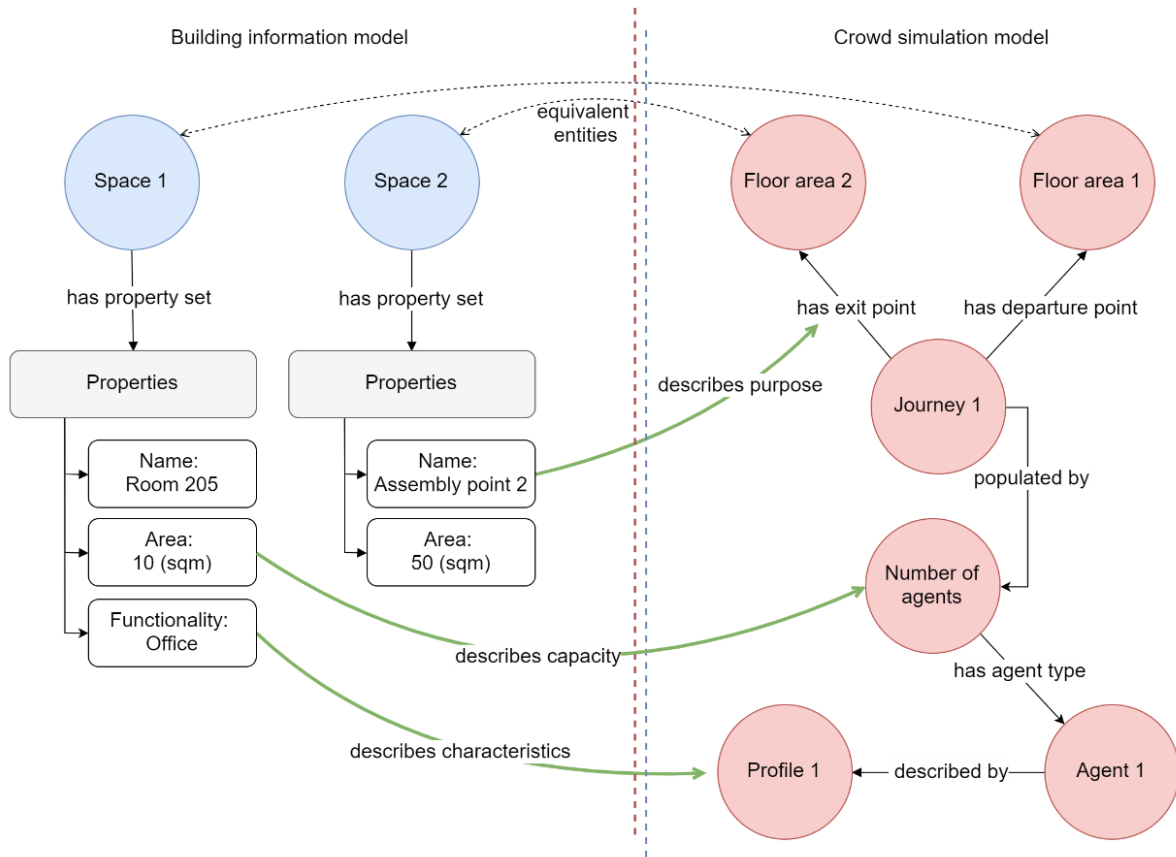 Building information model
Crowd simulation model
equivalent
entities
Space 1
Space 2
Floor area 2
Floor area 1
has property set
has property set
has exit point
has departure point
Properties
Properties
describes purpose
Journey 1
Name:
Room 205
Name:
Assembly point 2
populated by
Area:
10 (sqm)
Area:
50 (sqm)
Number of
agents
Functionality:
Office
describes capacity
has agent type
describes characteristics
Profile 1
described by
Agent 1